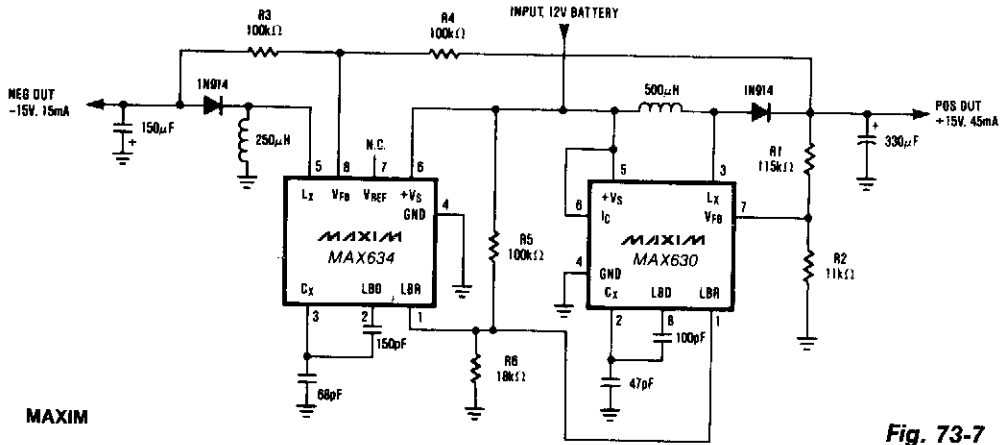 INPUT, 12V BATTERY
R3
100kΩ
R4
100kΩ
NEG OUT
−15V, 15mA
1N914
150µF
+
250µH
500µH
1N914
POS OUT
+15V, 45mA
+
330µF
R1
115kΩ
R2
11kΩ
N.C.
5
8
7
6
LX
VFB
VREF
+VS
GND
4
MAXIM
MAX634
CX
LBD
LBR
3
2
1
150pF
68pF
R5
100kΩ
R6
18kΩ
5
3
+VS
LX
6
IC
VFB
7
MAXIM
MAX630
4
GND
CX
LBD
LBR
2
8
1
100pF
47pF
MAXIM
Fig. 73-7